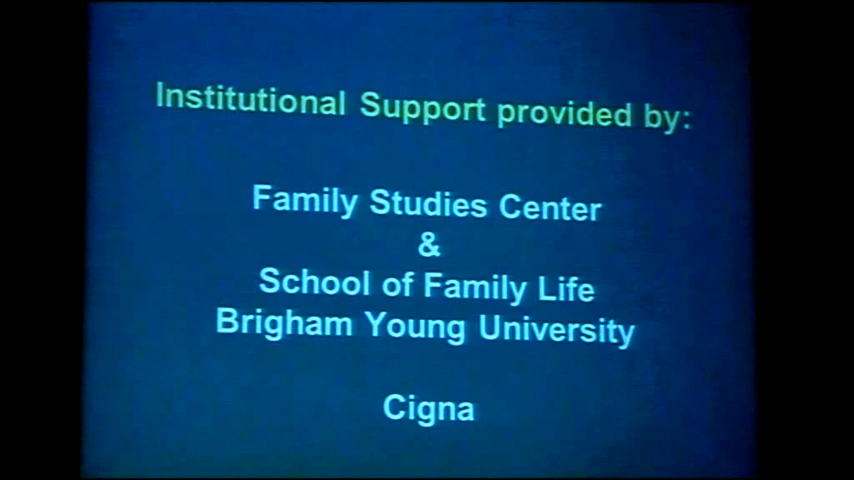 Institutional Support provided by:
Family Studies Center
&
School of Family Life
Brigham Young University
Cigna